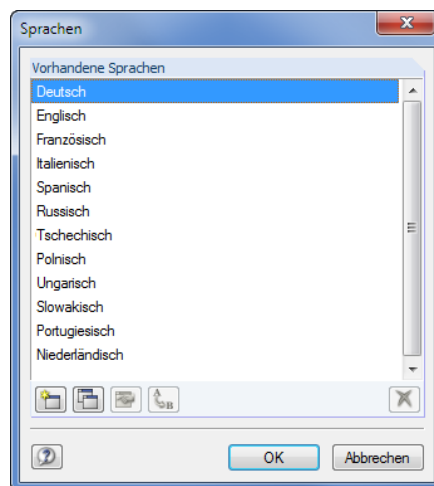 Sprachen
Vorhandene Sprachen
Deutsch
Englisch
Französisch
Italienisch
Spanisch
Russisch
Tschechisch
Polnisch
Ungarisch
Slowakisch
Portugiesisch
Niederländisch
A B
OK
Abbrechen